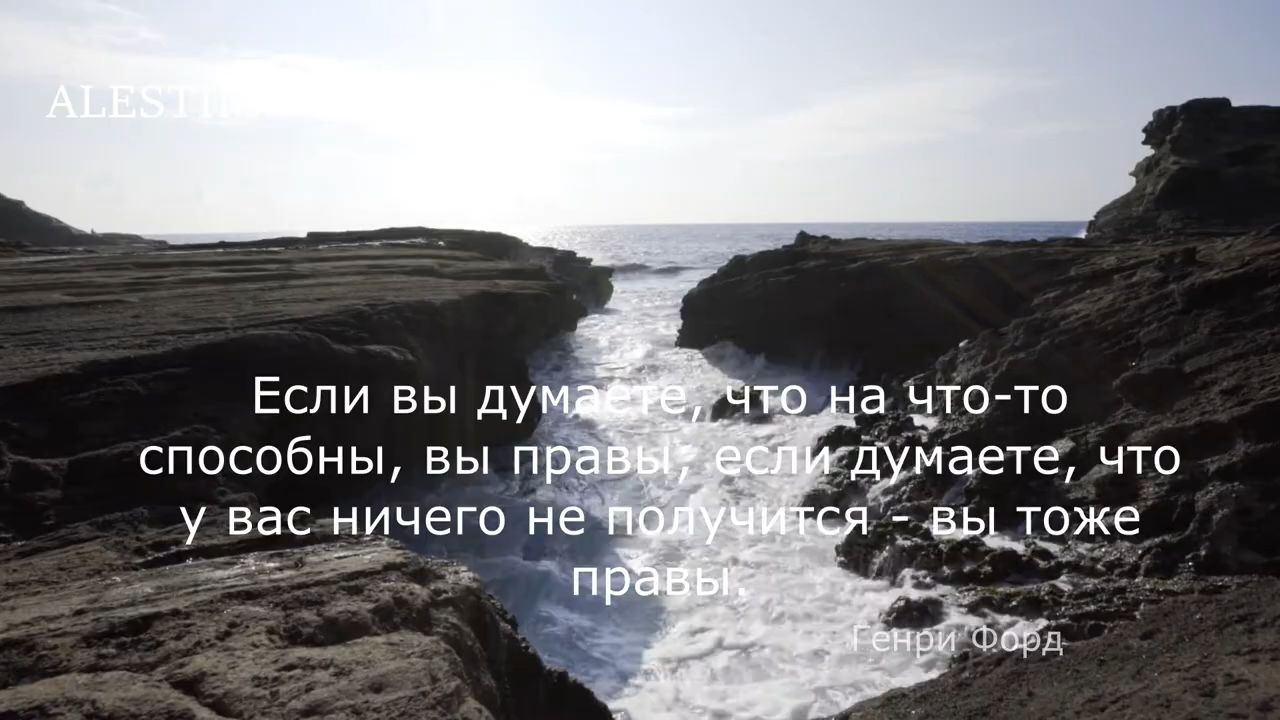 Если вы думаете, что на что-то
способны, вы правы, если думаете, что
у вас ничего не получится - вы тоже
правы.
Генри Форд